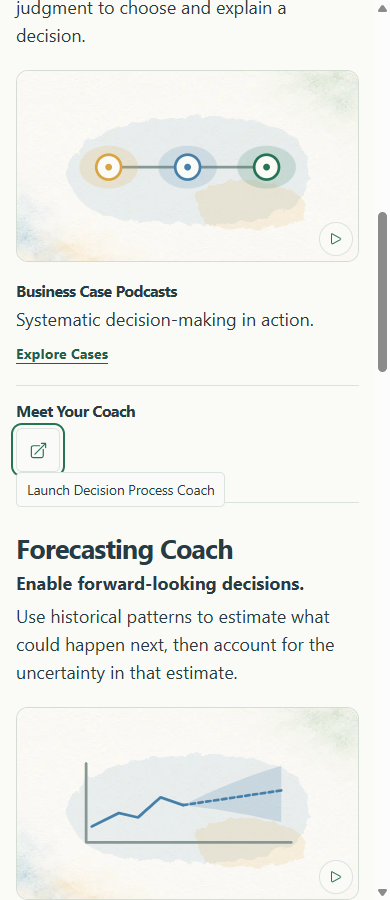 judgment to choose and explain a
decision.
Business Case Podcasts
Systematic decision-making in action.
Explore Cases
Meet Your Coach
Launch Decision Process Coach
Forecasting Coach
Enable forward-looking decisions.
Use historical patterns to estimate what
could happen next, then account for the
uncertainty in that estimate.